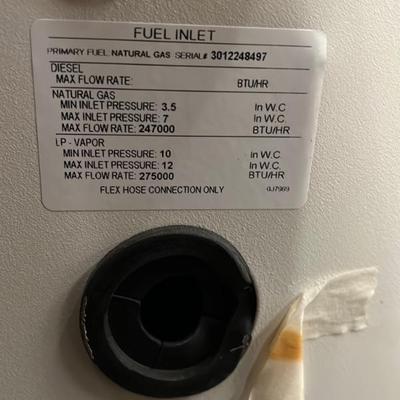 FUEL INLET
PRIMARY FUEL: NATURAL GAS SERIAL# 3012248497
DIESEL
MAX FLOW RATE: BTU/HR
NATURAL GAS
MIN INLET PRESSURE: 3.5 In W.C
MAX INLET PRESSURE: 7 In W.C
MAX FLOW RATE: 247000 BTU/HR
LP - VAPOR
MIN INLET PRESSURE: 10 In W.C
MAX INLET PRESSURE: 12 In W.C
MAX FLOW RATE: 275000 BTU/HR
FLEX HOSE CONNECTION ONLY 0J7969